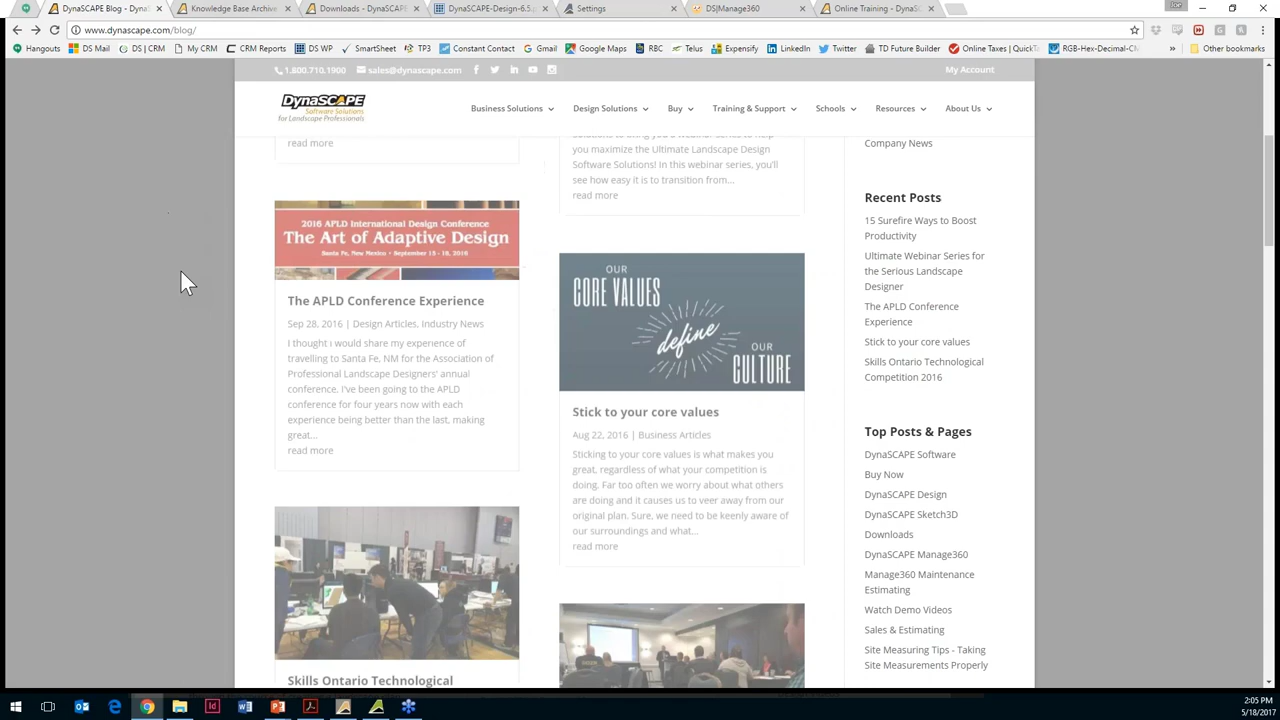 DynaSCAPE Blog - Dyna
Knowledge Base Archive
Downloads - DynaSCAPE
DynaSCAPE-Design-6.5.p
Settings
DS|Manage360
Online Training - DynaS
www.dynascape.com/blog/
Hangouts
DS Mail
DS | CRM
My CRM
CRM Reports
DS WP
SmartSheet
TP3
Constant Contact
Gmail
Google Maps
RBC
Telus
Expensify
LinkedIn
Twitter
TD Future Builder
Online Taxes | QuickT
RGB-Hex-Decimal-C
Other bookmarks
1.800.710.1900
sales@dynascape.com
My Account
DynaSCAPE
Software Solutions
for Landscape Professionals
Business Solutions
Design Solutions
Buy
Training & Support
Schools
Resources
About Us
read more
you maximize the Ultimate Landscape Design
Software Solutions! In this webinar series, you'll
see how easy it is to transition from...
read more
2016 APLD International Design Conference
The Art of Adaptive Design
Santa Fe, New Mexico • September 15 - 18, 2016
The APLD Conference Experience
Sep 28, 2016 | Design Articles, Industry News
I thought i would share my experience of
travelling to Santa Fe, NM for the Association of
Professional Landscape Designers' annual
conference. I've been going to the APLD
conference for four years now with each
experience being better than the last, making
great...
read more
OUR
CORE VALUES
define
OUR
CULTURE
Stick to your core values
Aug 22, 2016 | Business Articles
Sticking to your core values is what makes you
great, regardless of what your competition is
doing. Far too often we worry about what others
are doing and it causes us to veer away from our
original plan. Sure, we need to be keenly aware of
our surroundings and what...
read more
Skills Ontario Technological
Company News
Recent Posts
15 Surefire Ways to Boost
Productivity
Ultimate Webinar Series for
the Serious Landscape
Designer
The APLD Conference
Experience
Stick to your core values
Skills Ontario Technological
Competition 2016
Top Posts & Pages
DynaSCAPE Software
Buy Now
DynaSCAPE Design
DynaSCAPE Sketch3D
Downloads
DynaSCAPE Manage360
Manage360 Maintenance
Estimating
Watch Demo Videos
Sales & Estimating
Site Measuring Tips - Taking
Site Measurements Properly
2:05 PM
5/18/2017